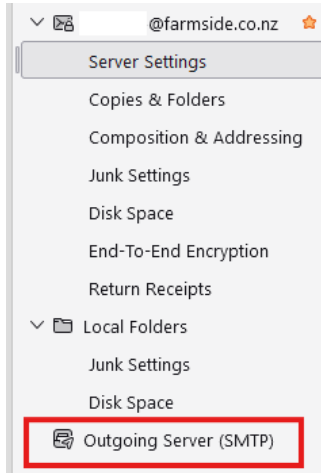 @farmside.co.nz
Server Settings
Copies & Folders
Composition & Addressing
Junk Settings
Disk Space
End-To-End Encryption
Return Receipts
Local Folders
Junk Settings
Disk Space
Outgoing Server (SMTP)